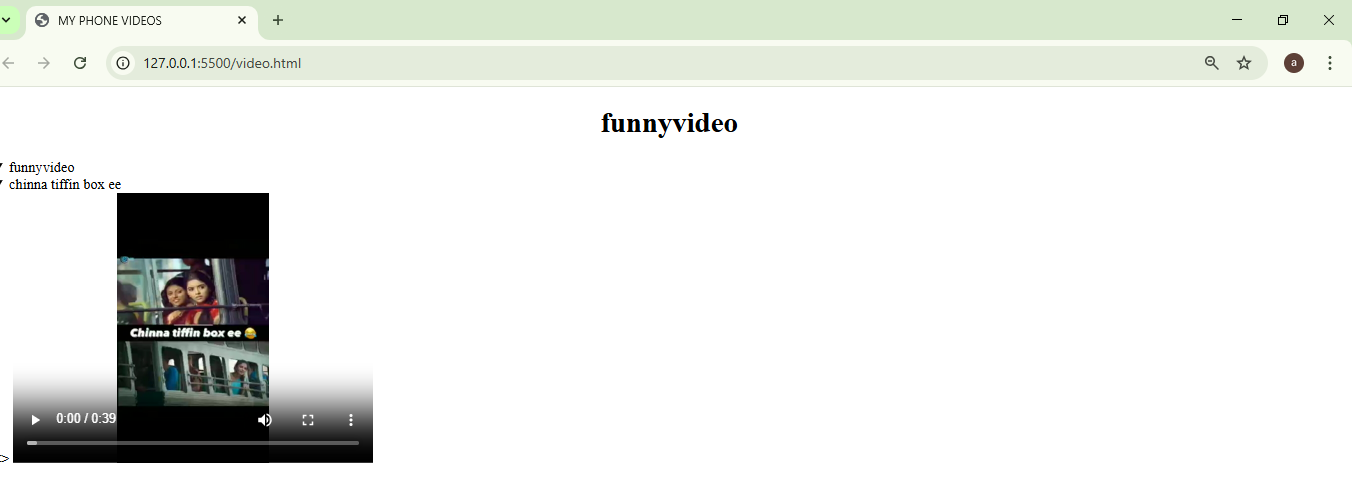 MY PHONE VIDEOS
127.0.0.1:5500/video.html
a
funnyvideo
funnyvideo
chinna tiffin box ee
Chinna tiffin box ee 😂
0:00 / 0:39
>